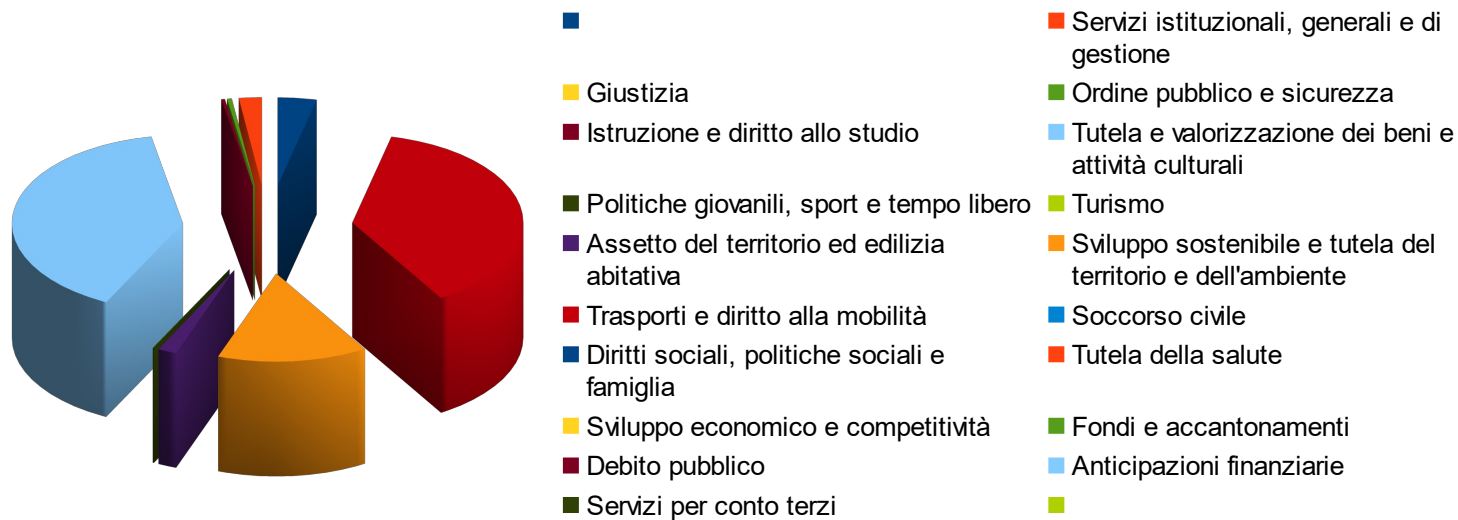 Servizi istituzionali, generali e di
gestione
Giustizia
Ordine pubblico e sicurezza
Istruzione e diritto allo studio
Tutela e valorizzazione dei beni e
attività culturali
Politiche giovanili, sport e tempo libero
Turismo
Assetto del territorio ed edilizia
abitativa
Sviluppo sostenibile e tutela del
territorio e dell'ambiente
Trasporti e diritto alla mobilità
Soccorso civile
Diritti sociali, politiche sociali e
famiglia
Tutela della salute
Sviluppo economico e competitività
Fondi e accantonamenti
Debito pubblico
Anticipazioni finanziarie
Servizi per conto terzi